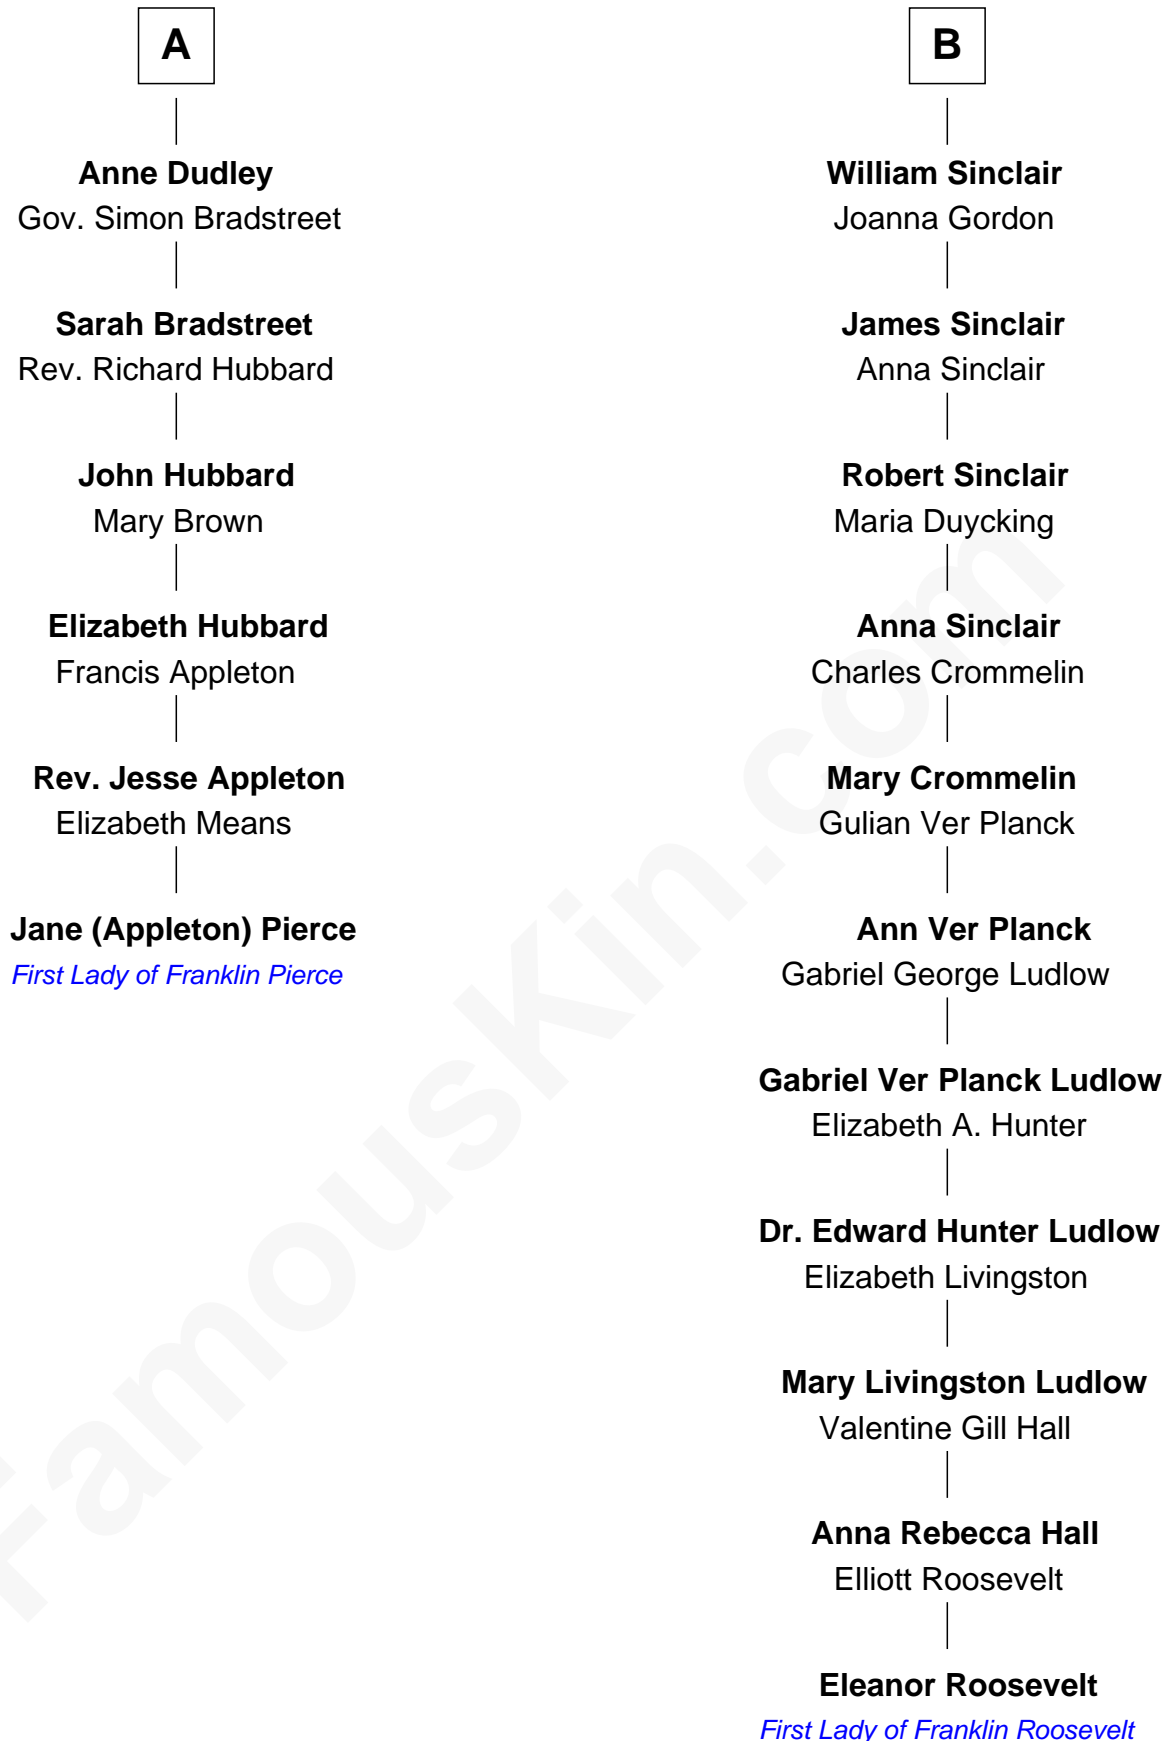 A
Anne Dudley
Gov. Simon Bradstreet
Sarah Bradstreet
Rev. Richard Hubbard
John Hubbard
Mary Brown
Elizabeth Hubbard
Francis Appleton
Rev. Jesse Appleton
Elizabeth Means
Jane (Appleton) Pierce
First Lady of Franklin Pierce
B
William Sinclair
Joanna Gordon
James Sinclair
Anna Sinclair
Robert Sinclair
Maria Duycking
Anna Sinclair
Charles Crommelin
Mary Crommelin
Gulian Ver Planck
Ann Ver Planck
Gabriel George Ludlow
Gabriel Ver Planck Ludlow
Elizabeth A. Hunter
Dr. Edward Hunter Ludlow
Elizabeth Livingston
Mary Livingston Ludlow
Valentine Gill Hall
Anna Rebecca Hall
Elliott Roosevelt
Eleanor Roosevelt
First Lady of Franklin Roosevelt
FamousKin.com